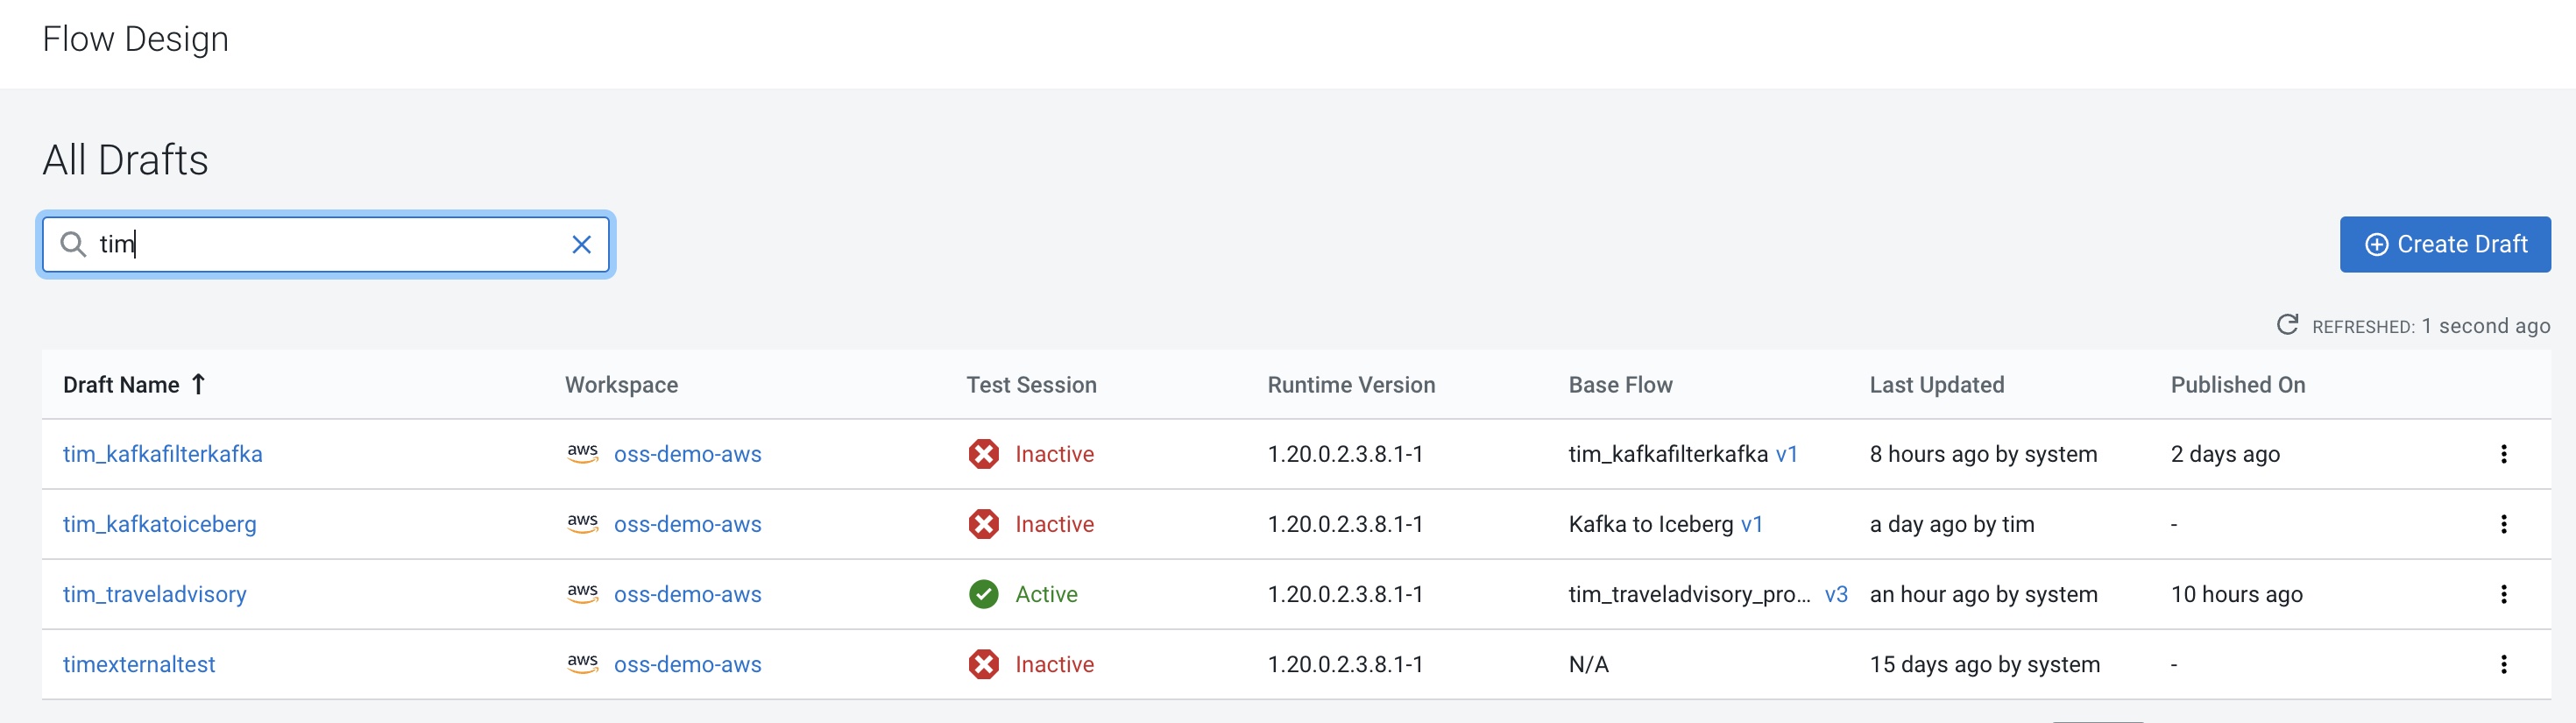 Flow Design
All Drafts
tim
Create Draft
REFRESHED: 1 second ago
Draft Name Workspace Test Session Runtime Version Base Flow Last Updated Published On
tim_kafkafilterkafka aws oss-demo-aws Inactive 1.20.0.2.3.8.1-1 tim_kafkafilterkafka v1 8 hours ago by system 2 days ago
tim_kafkatoiceberg aws oss-demo-aws Inactive 1.20.0.2.3.8.1-1 Kafka to Iceberg v1 a day ago by tim -
tim_traveladvisory aws oss-demo-aws Active 1.20.0.2.3.8.1-1 tim_traveladvisory_pro... v3 an hour ago by system 10 hours ago
timexternaltest aws oss-demo-aws Inactive 1.20.0.2.3.8.1-1 N/A 15 days ago by system -